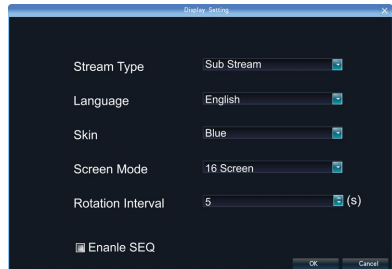 Display Setting
Stream Type Sub Stream
Language English
Skin Blue
Screen Mode 16 Screen
Rotation Interval 5 (s)
Enanle SEQ
OK Cancel